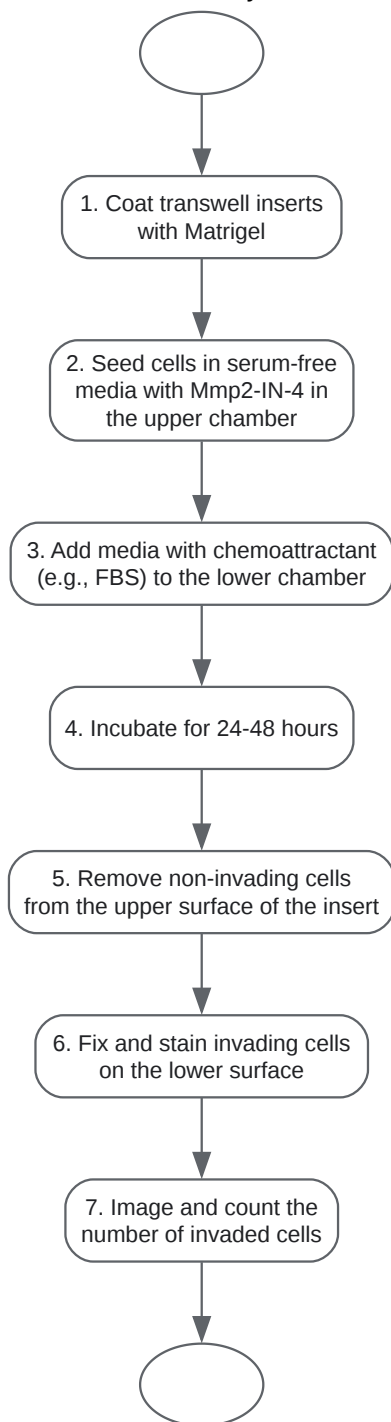 1. Coat transwell inserts
with Matrigel
2. Seed cells in serum-free
media with Mmp2-IN-4 in
the upper chamber
3. Add media with chemoattractant
(e.g., FBS) to the lower chamber
4. Incubate for 24-48 hours
5. Remove non-invading cells
from the upper surface of the insert
6. Fix and stain invading cells
on the lower surface
7. Image and count the
number of invaded cells